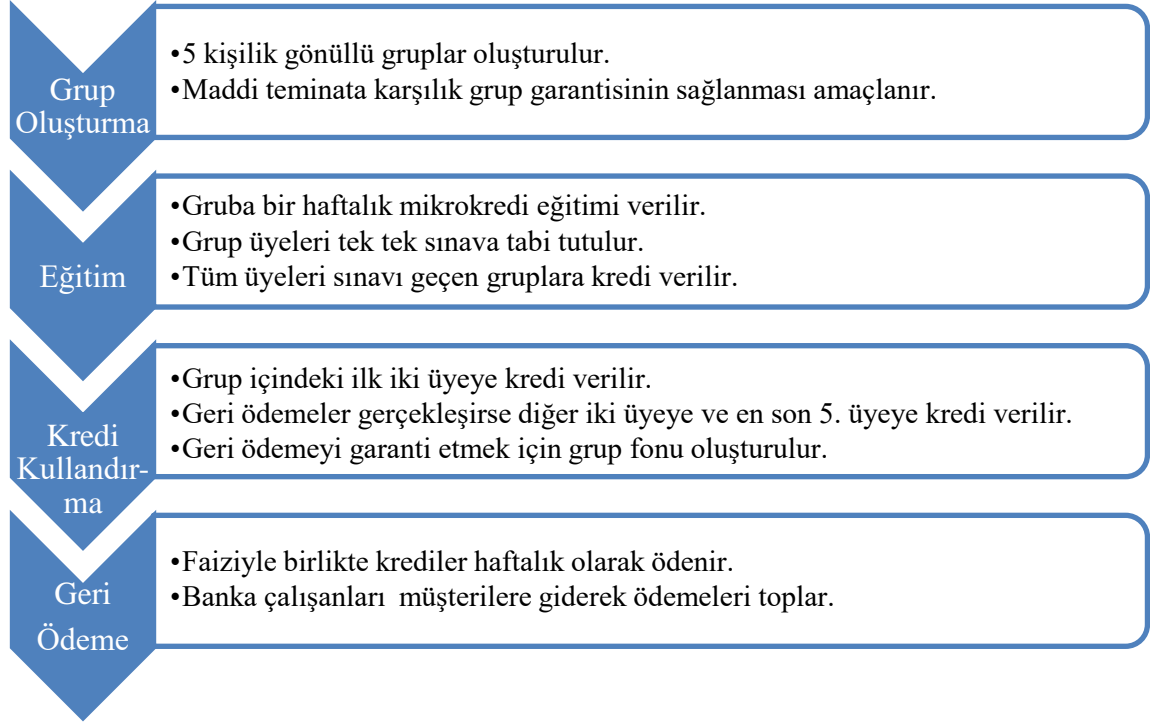 Grup
Oluşturma
•5 kişilik gönüllü gruplar oluşturulur.
•Maddi teminata karşılık grup garantisinin sağlanması amaçlanır.
Eğitim
•Gruba bir haftalık mikrokredi eğitimi verilir.
•Grup üyeleri tek tek sınava tabi tutulur.
•Tüm üyeleri sınavı geçen gruplara kredi verilir.
Kredi
Kullandır-
ma
•Grup içindeki ilk iki üyeye kredi verilir.
•Geri ödemeler gerçekleşirse diğer iki üyeye ve en son 5. üyeye kredi verilir.
•Geri ödemeyi garanti etmek için grup fonu oluşturulur.
Geri
Ödeme
•Faiziyle birlikte krediler haftalık olarak ödenir.
•Banka çalışanları  müşterilere giderek ödemeleri toplar.